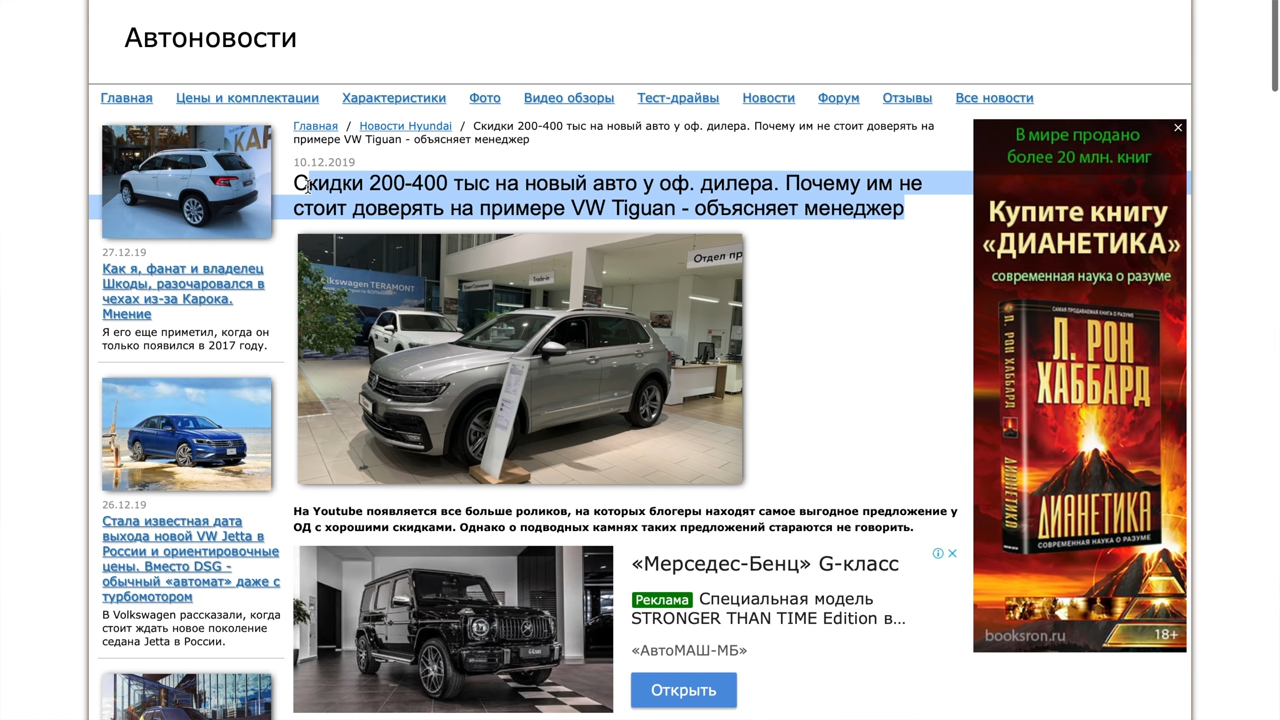 Автоновости
Главная Цены и комплектации Характеристики Фото Видео обзоры Тест-драйвы Новости Форум Отзывы Все новости
27.12.19
Как я, фанат и владелец
Шкоды, разочаровался в
чехах из-за Карока.
Мнение
Я его еще приметил, когда он
только появился в 2017 году.
26.12.19
Стала известная дата
выхода новой VW Jetta в
России и ориентировочные
цены. Вместо DSG -
обычный «автомат» даже с
турбомотором
В Volkswagen рассказали, когда
стоит ждать новое поколение
седана Jetta в России.
Главная / Новости Hyundai / Скидки 200-400 тыс на новый авто у оф. дилера. Почему им не стоит доверять на
примере VW Tiguan - объясняет менеджер
10.12.2019
Скидки 200-400 тыс на новый авто у оф. дилера. Почему им не
стоит доверять на примере VW Tiguan - объясняет менеджер
Отдел пр
Trade-in
lkswagen TERAMONT
На Youtube появляется все больше роликов, на которых блогеры находят самое выгодное предложение у
ОД с хорошими скидками. Однако о подводных камнях таких предложений стараются не говорить.
«Мерседес-Бенц» G-класс
Реклама Специальная модель
STRONGER THAN TIME Edition в...
«АвтоМАШ-МБ»
Открыть
В мире продано
более 20 млн. книг
Купите книгу
«ДИАНЕТИКА»
современная наука о разуме
САМАЯ ПРОДАВАЕМАЯ КНИГА О РАЗУМЕ
Л. РОН
ХАББАРД
Л. РОН ХАББАРД
ДИАНЕТИКА
ДИАНЕТИКА
СОВРЕМЕННАЯ НАУКА О РАЗУМЕ
booksron.ru 18+